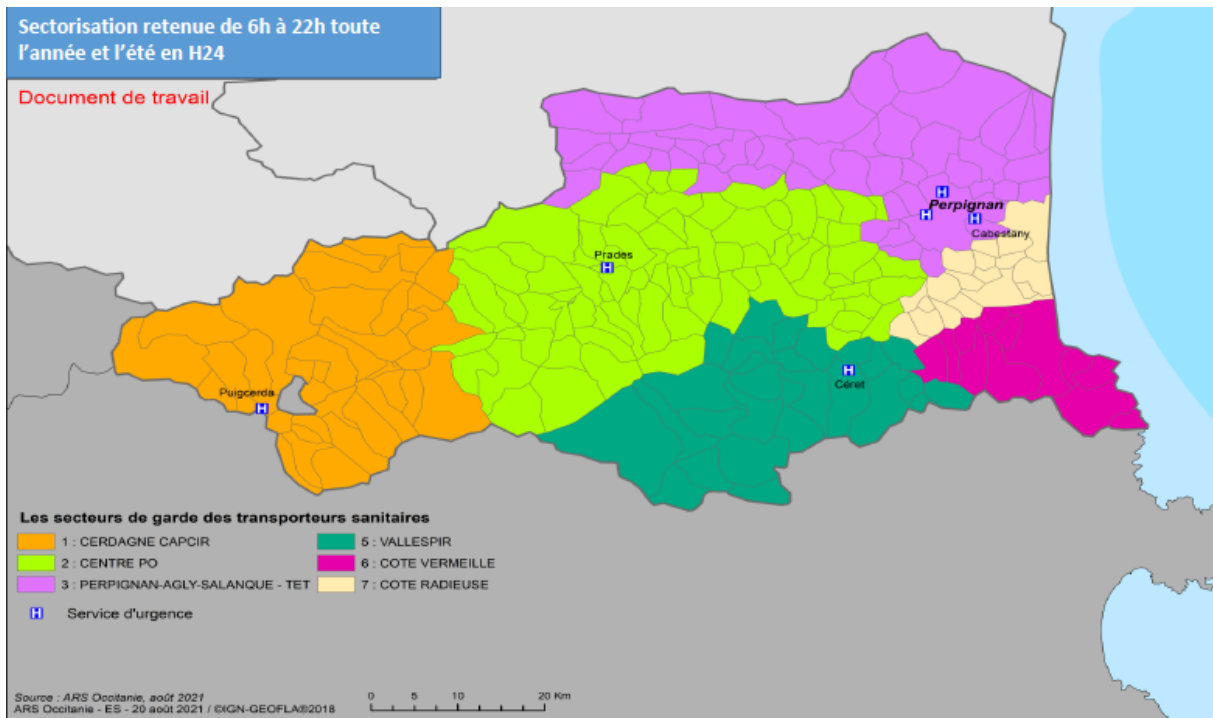 Sectorisation retenue de 6h à 22h toute
l'année et l'été en H24
Document de travail
Perpignan
Cabestany
Prades
Puigcerda
Céret
Les secteurs de garde des transporteurs sanitaires
1 : CERDAGNE CAPCIR
2 : CENTRE PO
3 : PERPIGNAN-AGLY-SALANQUE - TET
5 : VALLESPIR
6 : COTE VERMEILLE
7 : COTE RADIEUSE
H Service d'urgence
Source : ARS Occitanie, août 2021
ARS Occitanie - ES - 20 août 2021 / ©IGN-GEOFLA®2018
0 5 10 20 Km